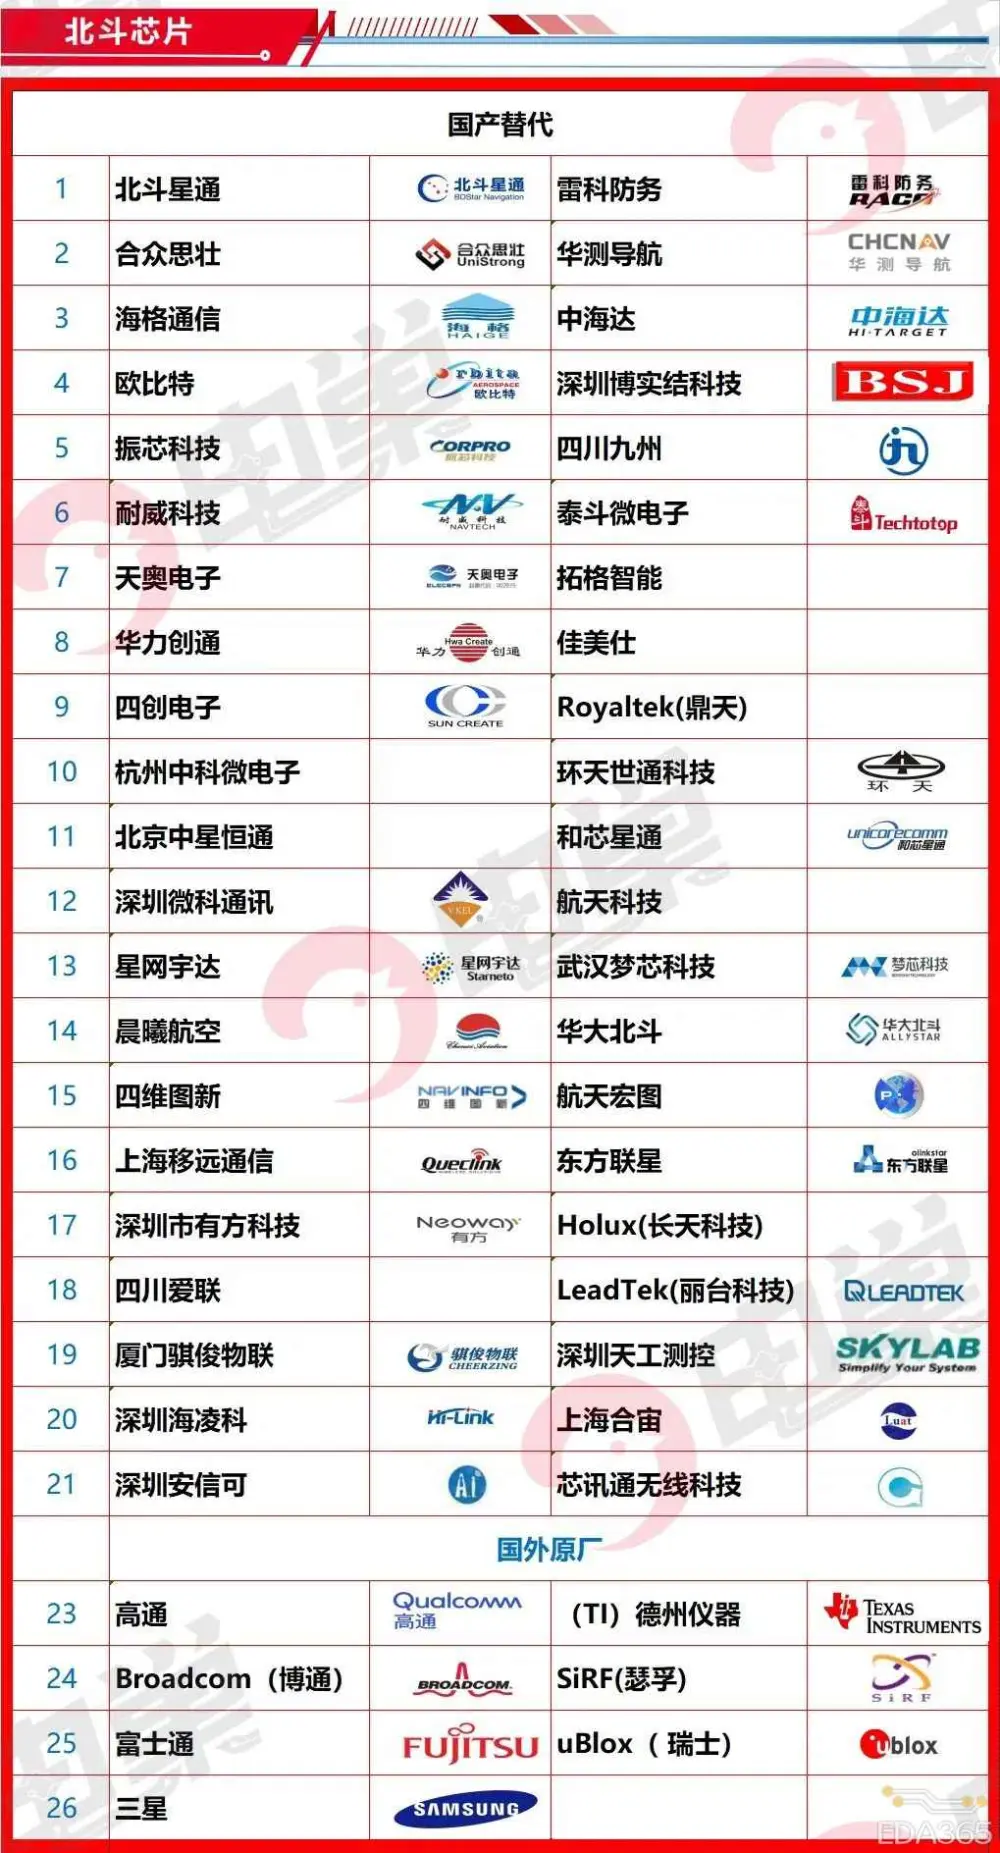 北斗芯片
国产替代
1 北斗星通 北斗星通 BDStar Navigation 雷科防务 雷科防务 RACO
2 合众思壮 合众思壮 UniStrong 华测导航 CHCNAV 华测导航
3 海格通信 海格 HAIGE 中海达 中海达 HI-TARGET
4 欧比特 Orbita AEROSPACE 欧比特 深圳博实结科技 BSJ
5 振芯科技 CORPRO 振芯科技 四川九州
6 耐威科技 NAV 耐威科技 NAVTECH 泰斗微电子 泰斗 Techtotop
7 天奥电子 天奥电子 拓格智能
8 华力创通 Hwa Create 华力创通 佳美仕
9 四创电子 SUN CREATE Royaltek(鼎天)
10 杭州中科微电子 环天世通科技 环天
11 北京中星恒通 和芯星通 unicorecomm 和芯星通
12 深圳微科通讯 VKEL ® 航天科技
13 星网宇达 星网宇达 Starneto 武汉梦芯科技 梦芯科技
14 晨曦航空 Chenxi Aviation 华大北斗 华大北斗 ALLYSTAR
15 四维图新 NAVINFO 四维图新 航天宏图
16 上海移远通信 Queclink 东方联星 olinkstar 东方联星
17 深圳市有方科技 Neoway 有方 Holux(长天科技)
18 四川爱联 LeadTek(丽台科技) LEADTEK
19 厦门骐俊物联 骐俊物联 CHEERZING 深圳天工测控 SKYLAB Simplify Your System
20 深圳海凌科 Hi-Link 上海合宙 Luat
21 深圳安信可 Ai 芯讯通无线科技
国外原厂
23 高通 Qualcomm 高通 （TI）德州仪器 TEXAS INSTRUMENTS
24 Broadcom（博通） BROADCOM. SiRF(瑟孚) SiRF
25 富士通 FUJITSU uBlox（ 瑞士） ublox
26 三星 SAMSUNG
EDA365
电巢
电巢
电巢
电巢